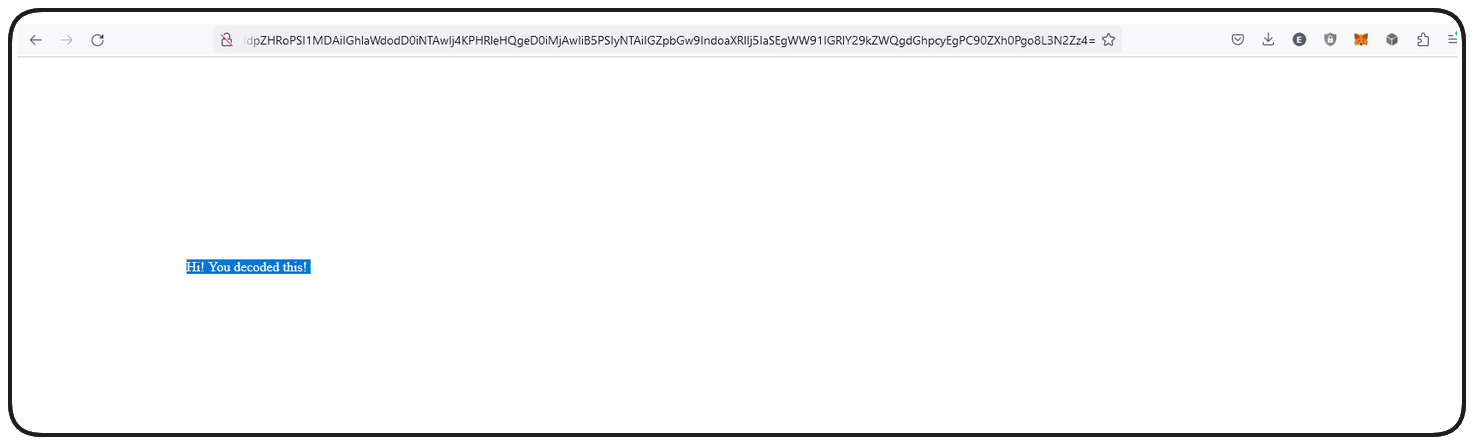 dpZHRoPSI1MDAiIGhlaWdodD0iNTAwIj4KPHRleHQgeD0iMjAwIiB5PSIyNTAiIGZpbGw9IndoaXRlIj5IaSEgWW91IGRlY29kZWQgdGhpcyEgPC90ZXh0Pgo8L3N2Zz4=
E
Hi! You decoded this!